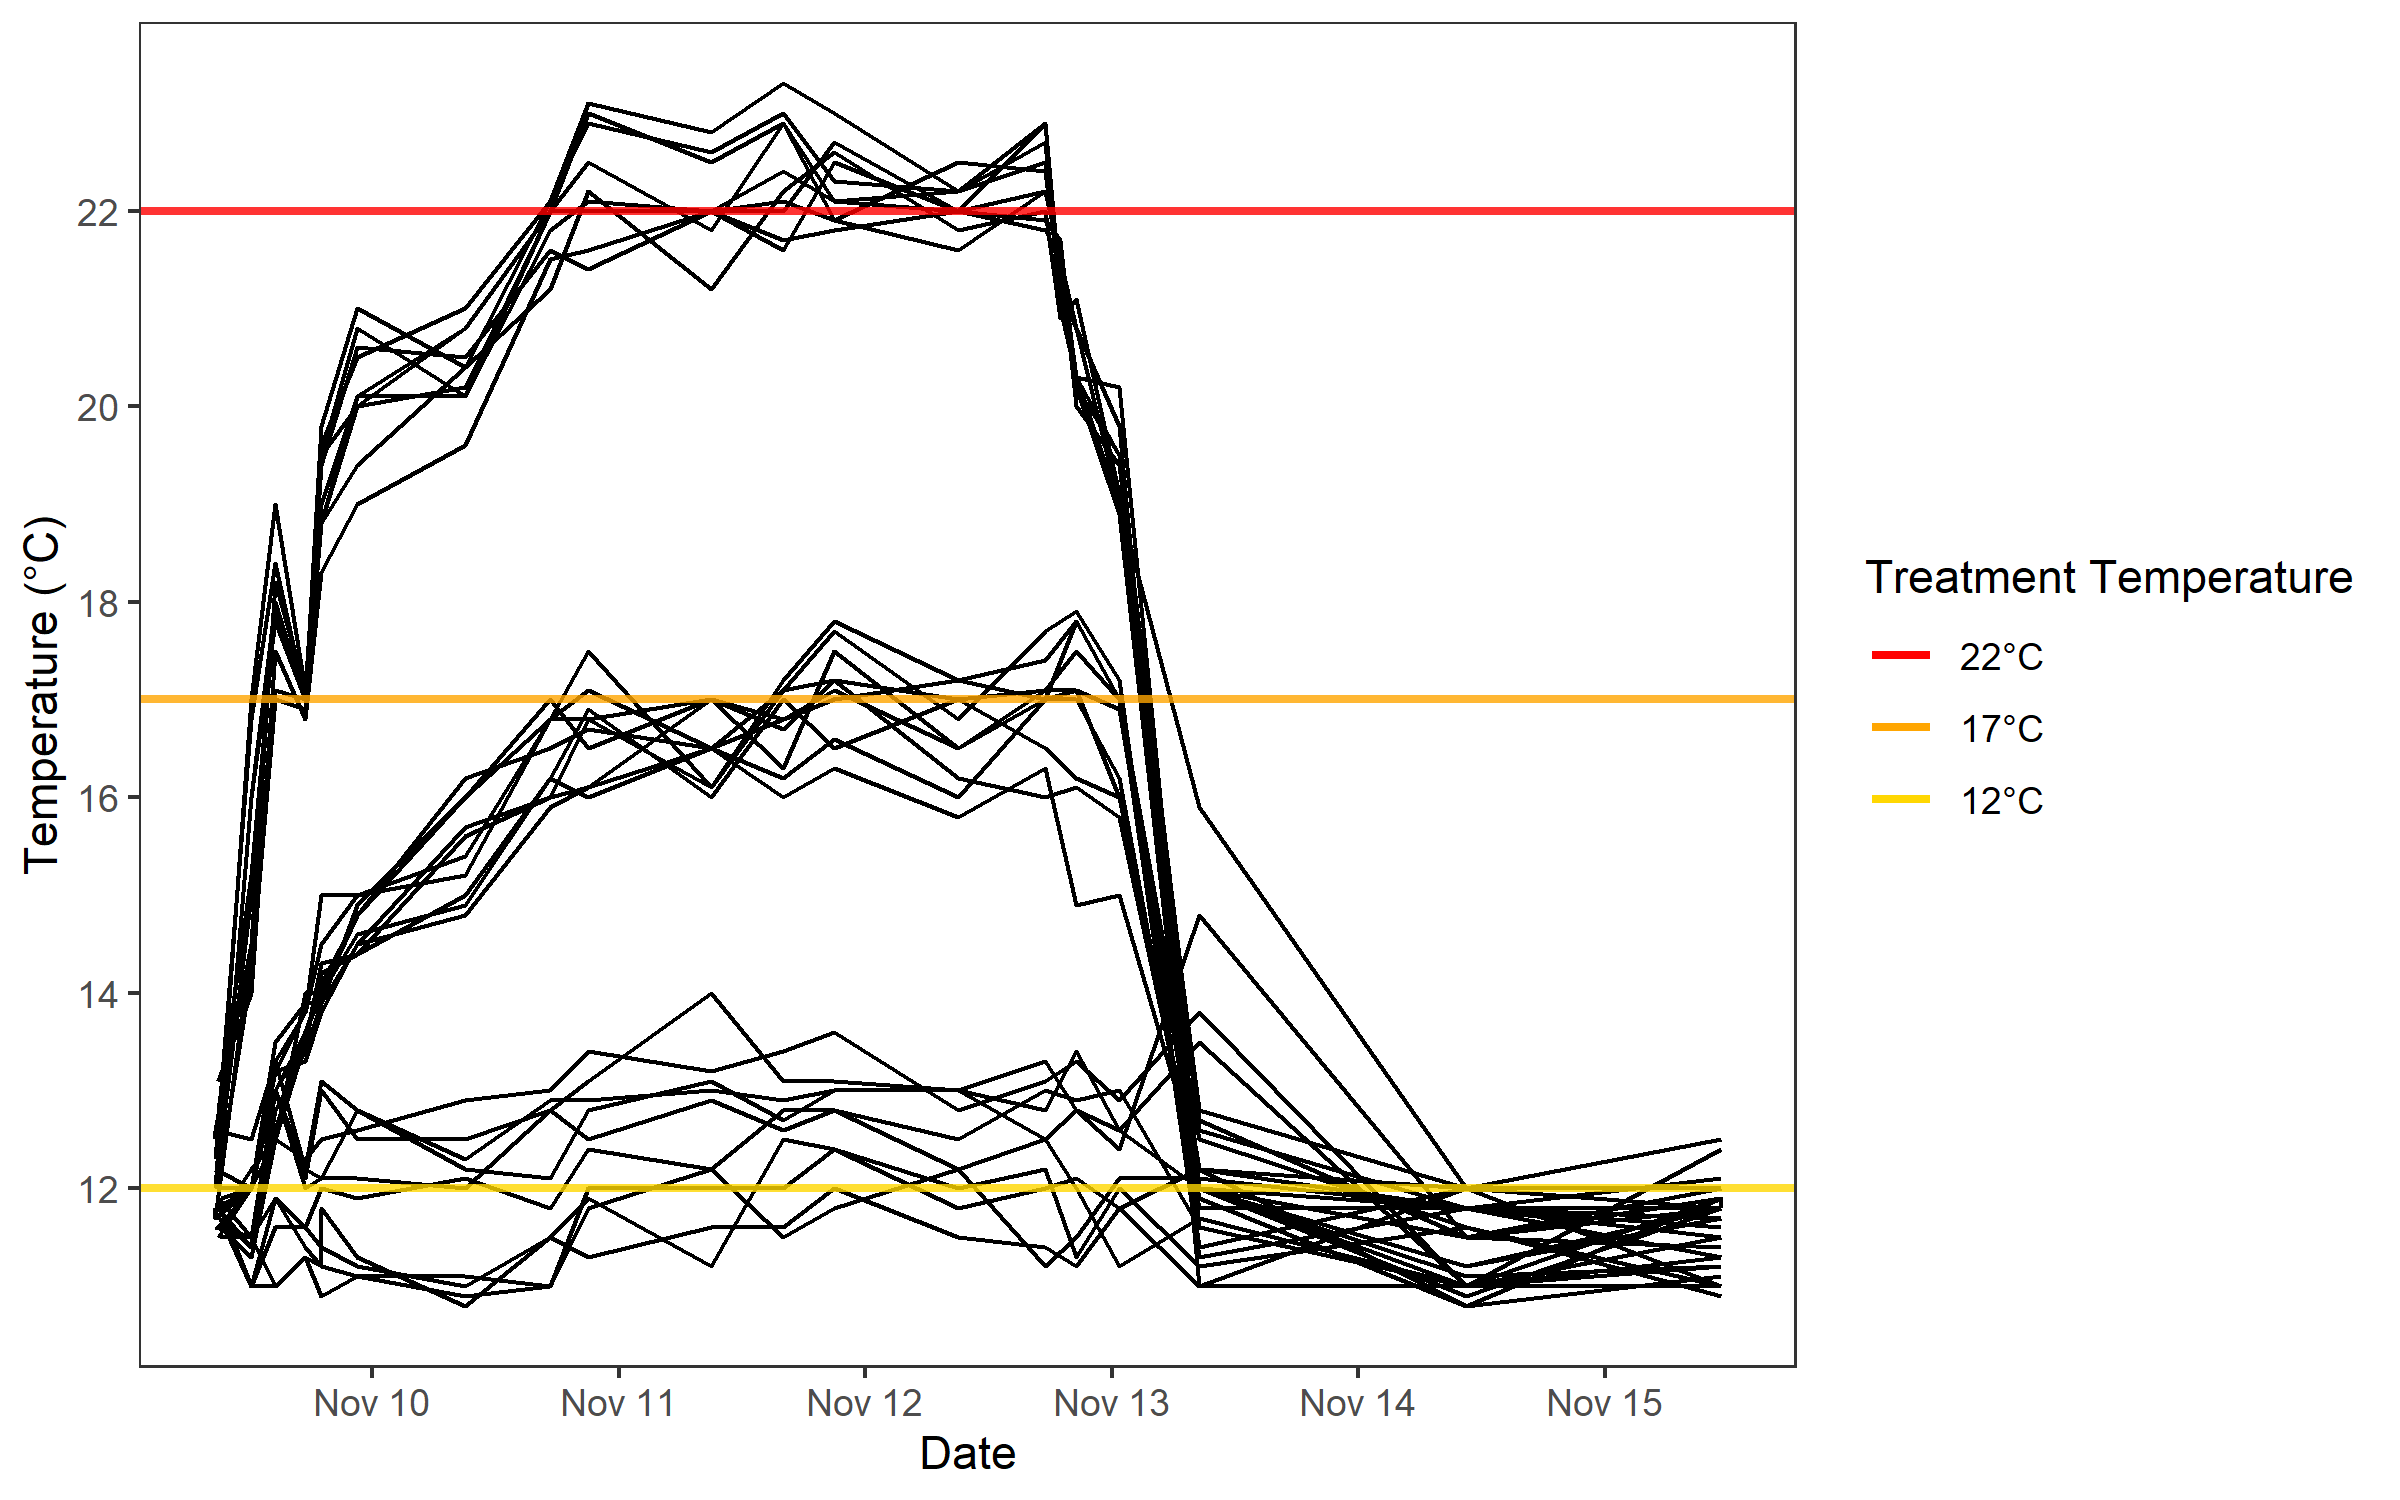 22
20
18
16
14
12
Temperature (°C)
Nov 10 Nov 11 Nov 12 Nov 13 Nov 14 Nov 15
Date
Treatment Temperature
22°C
17°C
12°C